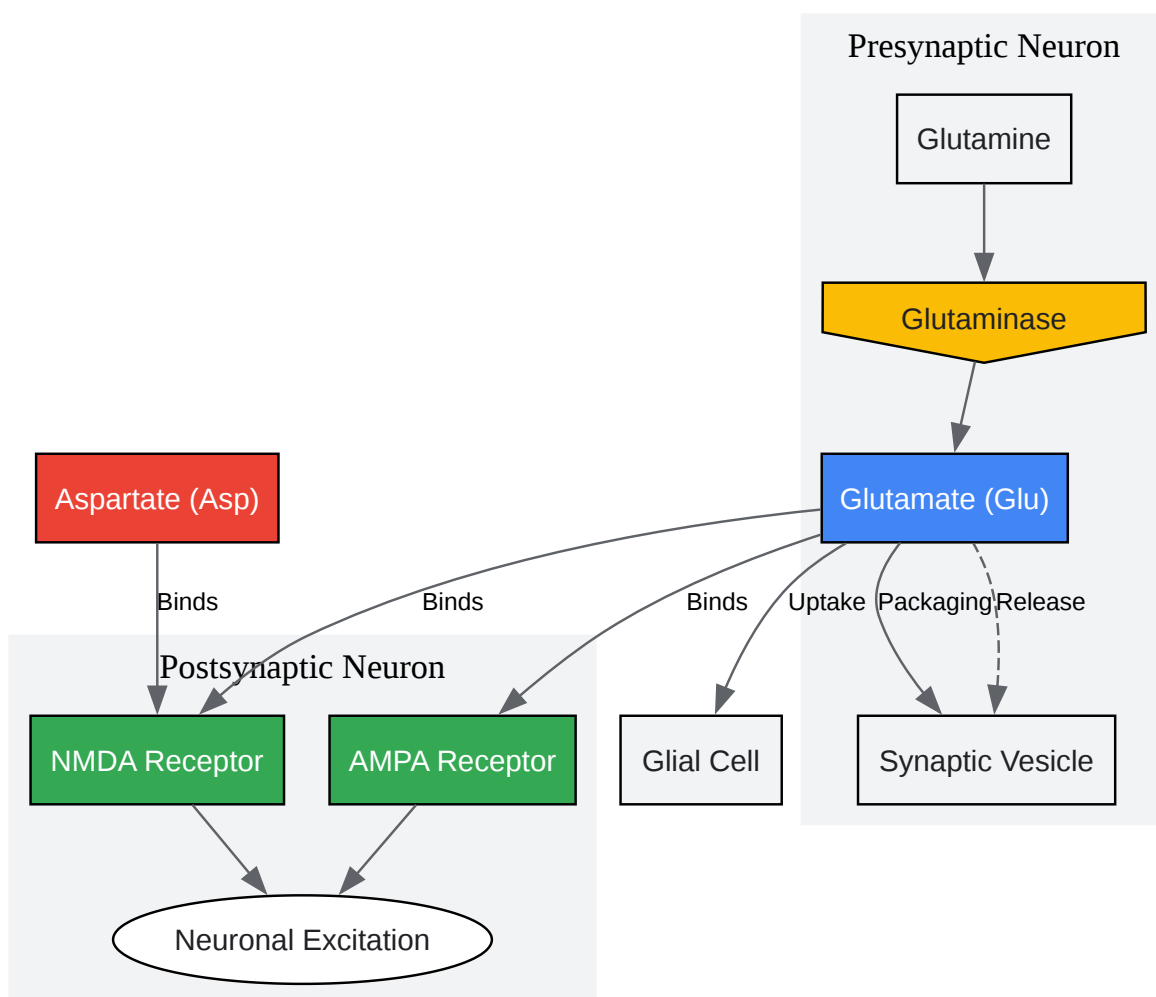 Presynaptic Neuron
Glutamine
Glutaminase
Aspartate (Asp)
Glutamate (Glu)
Binds
Binds
Binds
Uptake
Packaging
Release
Postsynaptic Neuron
NMDA Receptor
AMPA Receptor
Glial Cell
Synaptic Vesicle
Neuronal Excitation